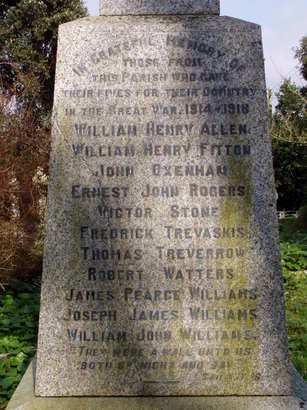 IN GRATEFUL MEMORY OF
THOSE FROM
THIS PARISH WHO GAVE
THEIR LIVES FOR THEIR COUNTRY
IN THE GREAT WAR. 1914-1918
WILLIAM HENRY ALLEN.
WILLIAM HENRY FITTON
JOHN OXENHAM
ERNEST JOHN ROGERS
VICTOR STONE
FREDRICK TREVASKIS.
THOMAS TREVERROW
ROBERT WATTERS
JAMES PEARCE WILLIAMS
JOSEPH JAMES WILLIAMS
WILLIAM JOHN WILLIAMS.
"THEY WERE A WALL UNTO US
BOTH BY NIGHT AND DAY"